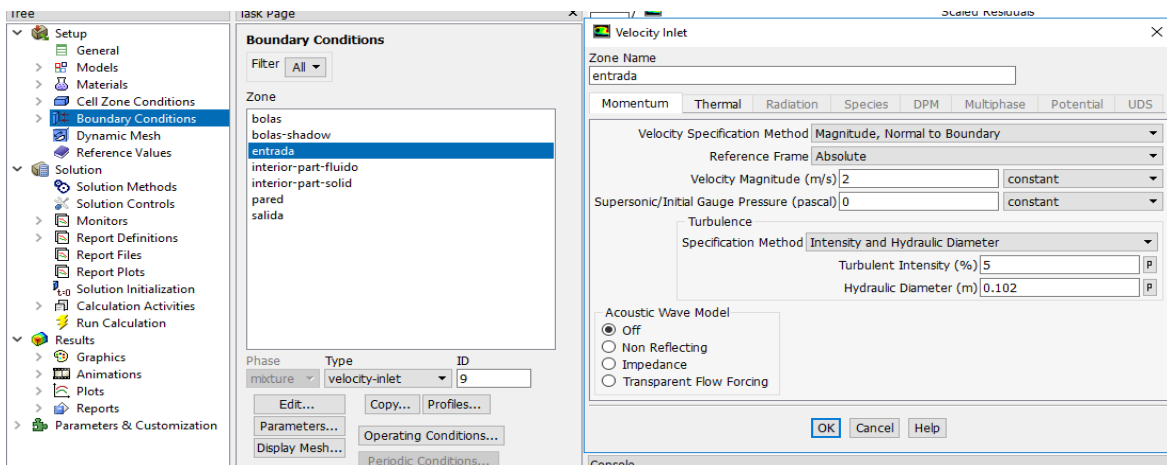 Tree
Setup
General
Models
Materials
Cell Zone Conditions
Boundary Conditions
Dynamic Mesh
Reference Values
Solution
Solution Methods
Solution Controls
Monitors
Report Definitions
Report Files
Report Plots
t=0 Solution Initialization
Calculation Activities
Run Calculation
Results
Graphics
Animations
Plots
Reports
Parameters & Customization
Task Page
Boundary Conditions
Filter All
Zone
bolas
bolas-shadow
entrada
interior-part-fluido
interior-part-solid
pared
salida
Phase Type ID
mixture velocity-inlet 9
Edit... Copy... Profiles...
Parameters... Operating Conditions...
Display Mesh...
Periodic Conditions...
Scaled Residuals
Velocity Inlet
Zone Name
entrada
Momentum Thermal Radiation Species DPM Multiphase Potential UDS
Velocity Specification Method Magnitude, Normal to Boundary
Reference Frame Absolute
Velocity Magnitude (m/s) 2 constant
Supersonic/Initial Gauge Pressure (pascal) 0 constant
Turbulence
Specification Method Intensity and Hydraulic Diameter
Turbulent Intensity (%) 5 P
Hydraulic Diameter (m) 0.102 P
Acoustic Wave Model
Off
Non Reflecting
Impedance
Transparent Flow Forcing
OK Cancel Help
Console